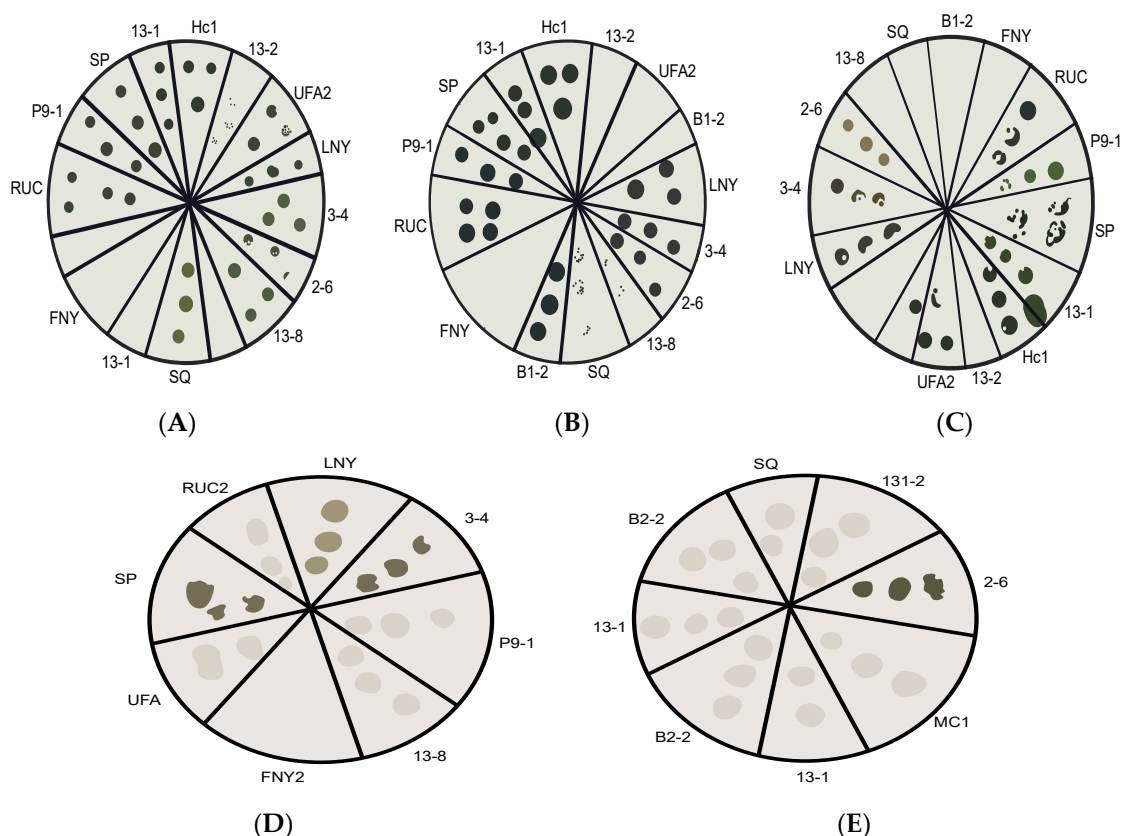 Hc1
13-1
13-2
SP
UFA2
P9-1
LNY
RUC
3-4
2-6
FNY
13-8
13-1
SQ
(A)
Hc1
13-1
13-2
SP
UFA2
B1-2
P9-1
LNY
RUC
3-4
2-6
FNY
13-8
B1-2
SQ
(B)
B1-2
SQ
FNY
13-8
RUC
2-6
P9-1
3-4
SP
LNY
13-1
Hc1
13-2
UFA2
(C)
LNY
RUC2
3-4
SP
P9-1
UFA
13-8
FNY2
(D)
SQ
131-2
B2-2
2-6
13-1
MC1
B2-2
13-1
(E)